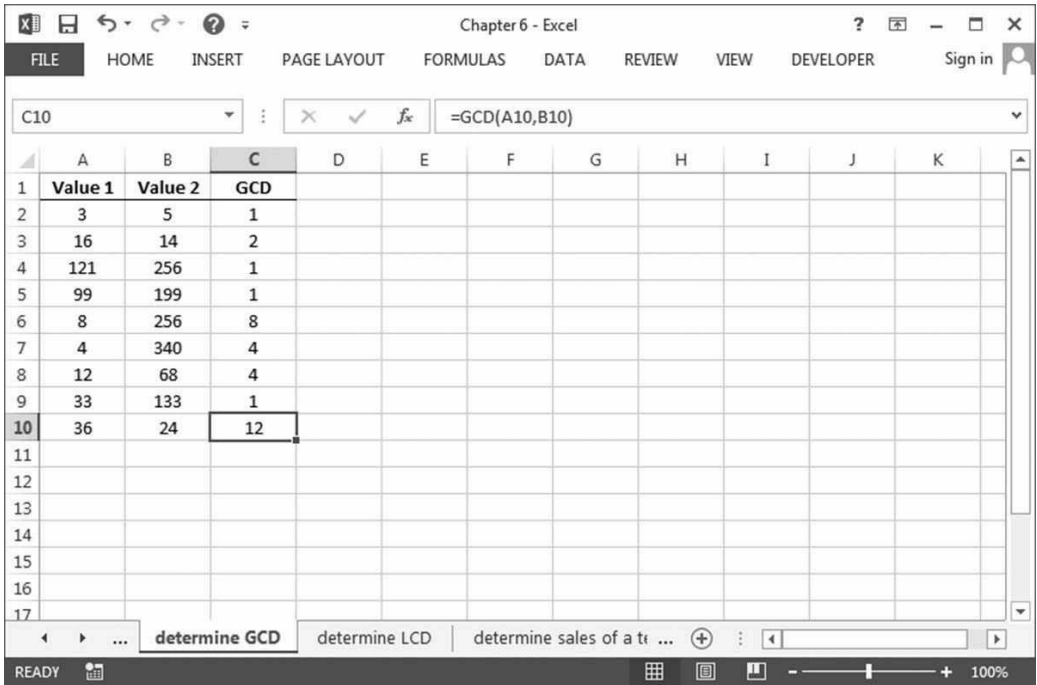 Chapter 6 - Excel
?
FILE HOME INSERT PAGE LAYOUT FORMULAS DATA REVIEW VIEW DEVELOPER Sign in
C10 fx =GCD(A10,B10)
A B C D E F G H I J K
1 Value 1 Value 2 GCD
2 3 5 1
3 16 14 2
4 121 256 1
5 99 199 1
6 8 256 8
7 4 340 4
8 12 68 4
9 33 133 1
10 36 24 12
11
12
13
14
15
16
17
... determine GCD determine LCD determine sales of a te ...
READY 100%